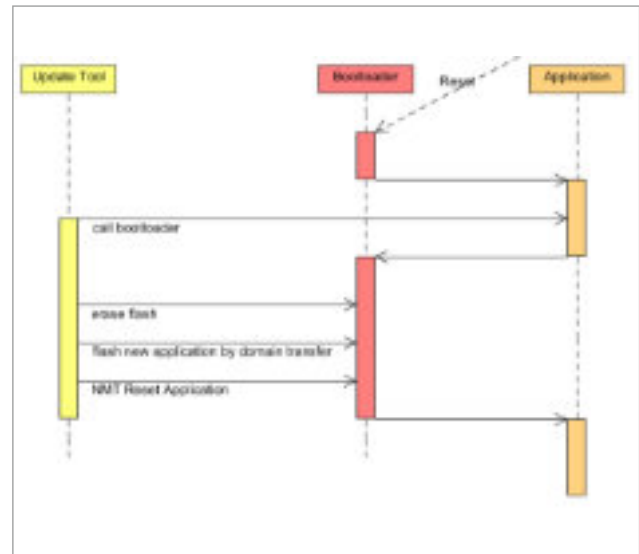 Update Tool
Bootloader
Application
Reset
call bootloader
erase flash
flash new application by domain transfer
NMT Reset Application